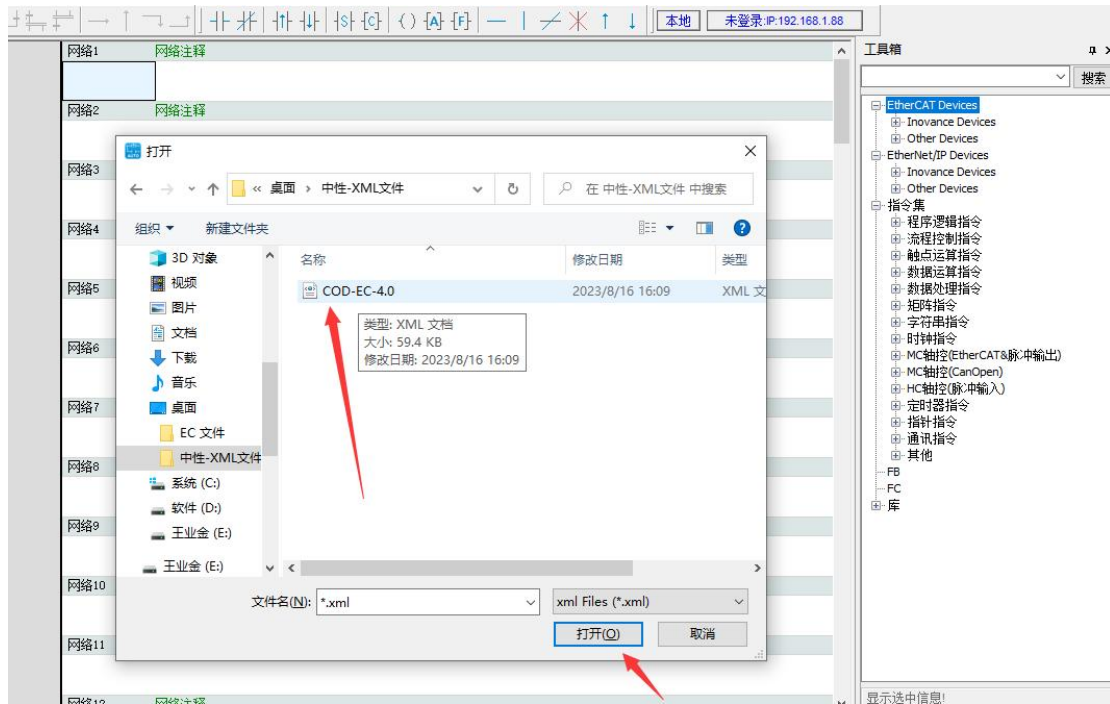 本地
未登录:IP:192.168.1.88
网络1 网络注释
网络2 网络注释
网络3
网络4
网络5
网络6
网络7
网络8
网络9
网络10
网络11
网络12 网络注释
打开
« 桌面 › 中性-XML文件
在 中性-XML文件 中搜索
组织
新建文件夹
3D 对象
视频
图片
文档
下载
音乐
桌面
EC 文件
中性-XML文件
系统 (C:)
软件 (D:)
王业金 (E:)
王业金 (E:)
名称 修改日期 类型
COD-EC-4.0 2023/8/16 16:09 XML 文
类型: XML 文档
大小: 59.4 KB
修改日期: 2023/8/16 16:09
文件名(N): *.xml
xml Files (*.xml)
打开(O)
取消
工具箱
搜索
EtherCAT Devices
Inovance Devices
Other Devices
EtherNet/IP Devices
Inovance Devices
Other Devices
指令集
程序逻辑指令
流程控制指令
触点运算指令
数据运算指令
数据处理指令
矩阵指令
字符串指令
时钟指令
MC轴控(EtherCAT&脉冲输出)
MC轴控(CanOpen)
HC轴控(脉冲输入)
定时器指令
指针指令
通讯指令
其他
FB
FC
库
显示选中信息!